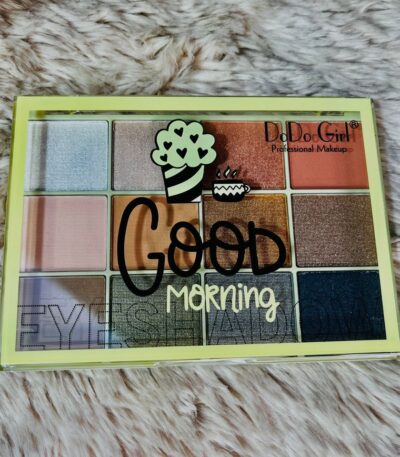 DoDo Girl®
Professional Makeup
GOOD
MORNING
EYESHADOW